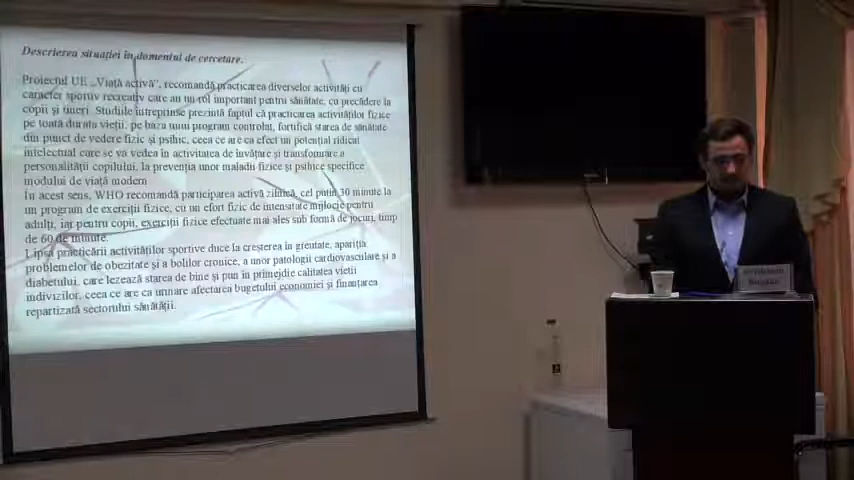 Descrierea situației în domeniul de cercetare.
Proiectul UE „Viață activă", recomandă practicarea diverselor activități cu
caracter sportiv recreativ care au un rol important pentru sănătate, cu precădere la
copii și tineri. Studiile întreprinse prezintă faptul că practicarea activităților fizice
pe toată durata vieții, pe baza unui program controlat, fortifică starea de sănătate
din punct de vedere fizic și psihic, ceea ce are ca efect un potențial ridicat
intelectual care se va vedea în activitatea de învățare și transformare a
personalității copilului, la prevenția unor maladii fizice și psihice specifice
modului de viață modern
În acest sens, WHO recomandă participarea activă zilnică, cel puțin 30 minute la
un program de exerciții fizice, cu un efort fizic de intensitate mijlocie pentru
adulți, iar pentru copii, exerciții fizice efectuate mai ales sub formă de jocuri, timp
de 60 de minute.
Lipsa practicării activităților sportive duce la creșterea în greutate, apariția
problemelor de obezitate și a bolilor cronice, a unor patologii cardiovasculare și a
diabetului, care lezează starea de bine și pun în primejdie calitatea vieții
indivizilor, ceea ce are ca urmare afectarea bugetului economiei și finanțarea
repartizată sectorului sănătății.